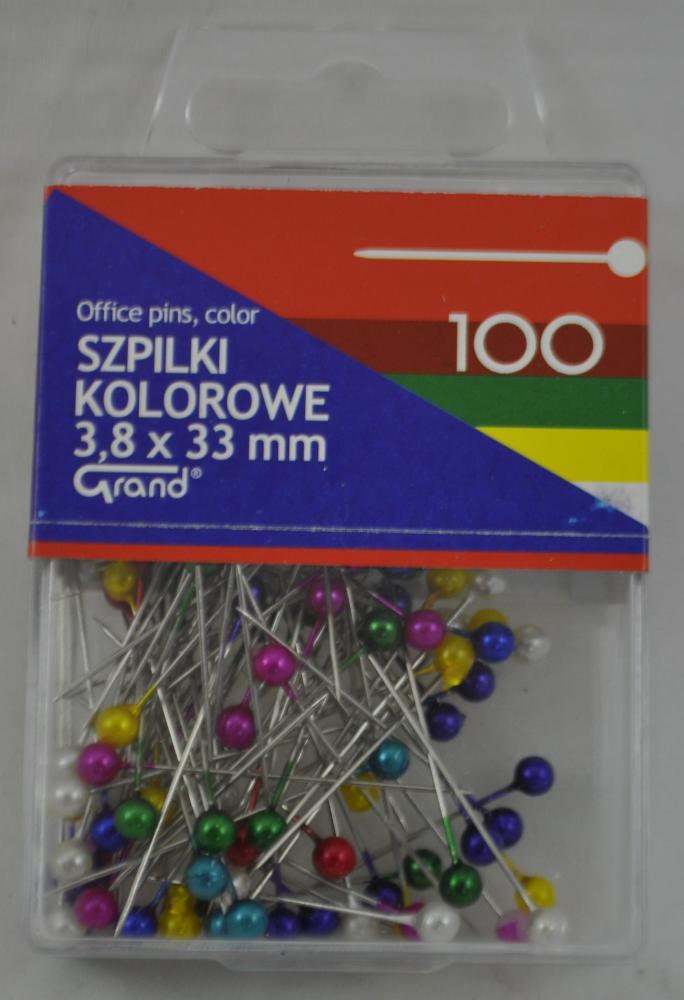 100
Office pins, color
SZPILKI
KOLOROWE
3,8 x 33 mm
Grand®